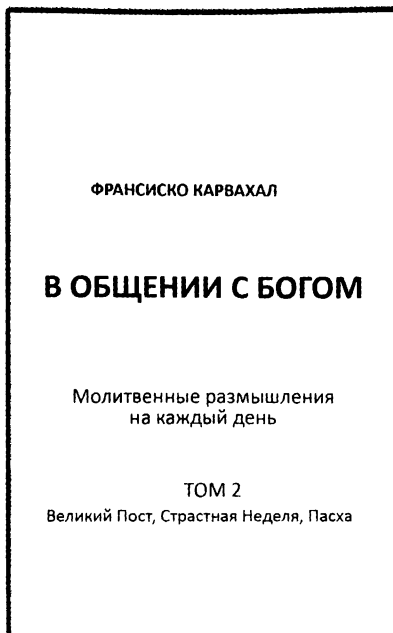 ФРАНСИСКО КАРВАХАЛ
В ОБЩЕНИИ С БОГОМ
Молитвенные размышления
на каждый день
ТОМ 2
Великий Пост, Страстная Неделя, Пасха